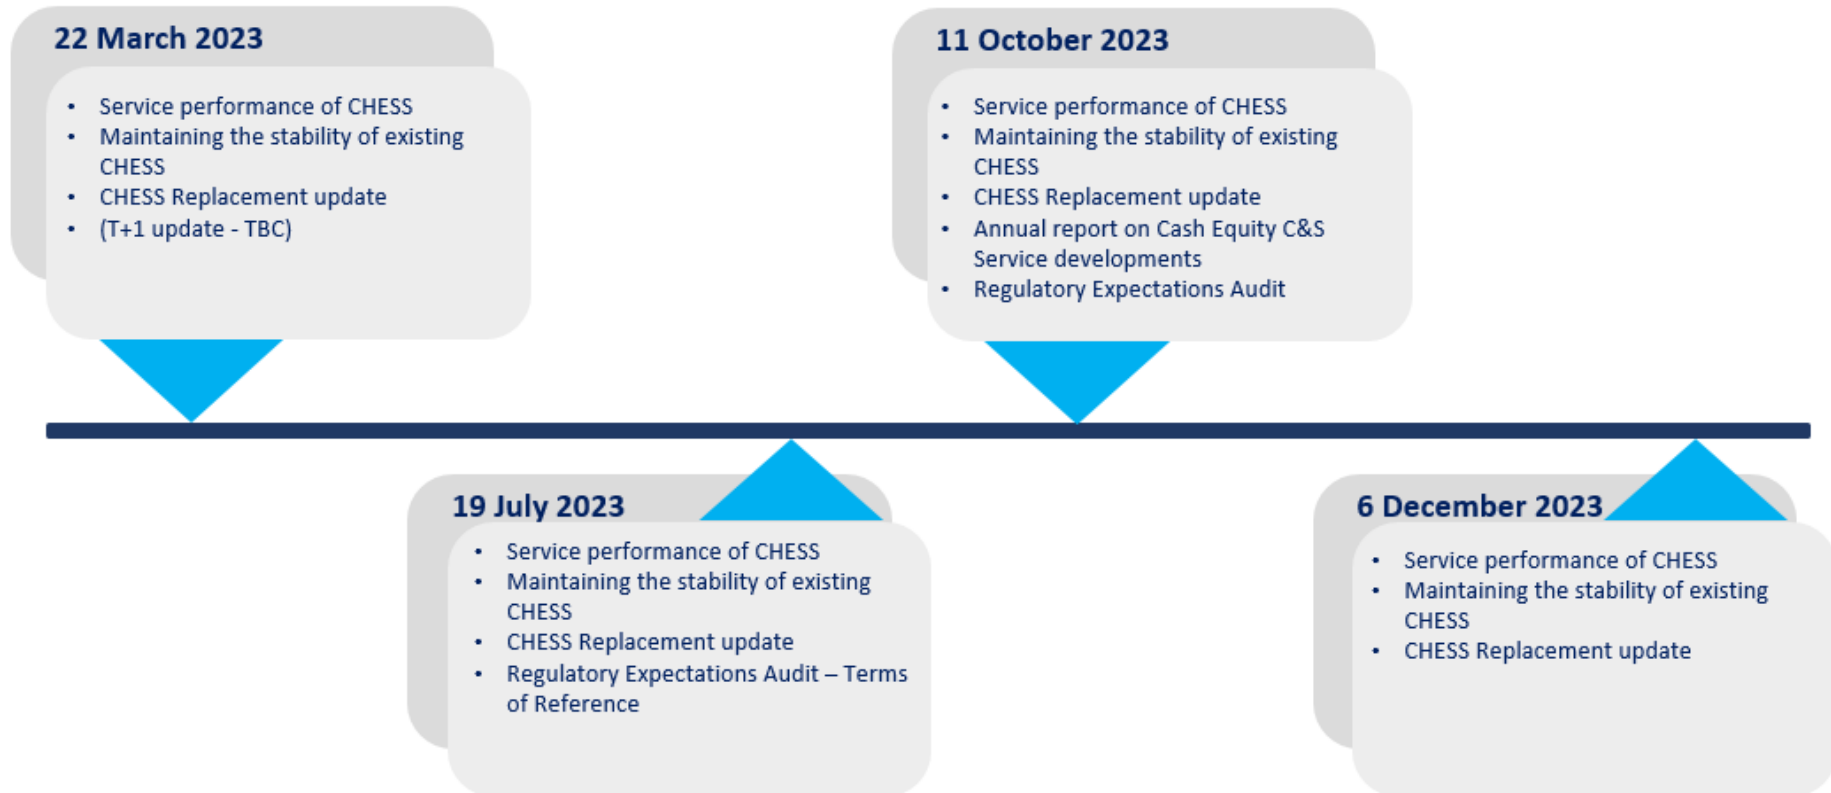 22 March 2023
• Service performance of CHESS
• Maintaining the stability of existing
CHESS
• CHESS Replacement update
• (T+1 update - TBC)
11 October 2023
• Service performance of CHESS
• Maintaining the stability of existing
CHESS
• CHESS Replacement update
• Annual report on Cash Equity C&S
Service developments
• Regulatory Expectations Audit
19 July 2023
• Service performance of CHESS
• Maintaining the stability of existing
CHESS
• CHESS Replacement update
• Regulatory Expectations Audit – Terms
of Reference
6 December 2023
• Service performance of CHESS
• Maintaining the stability of existing
CHESS
• CHESS Replacement update